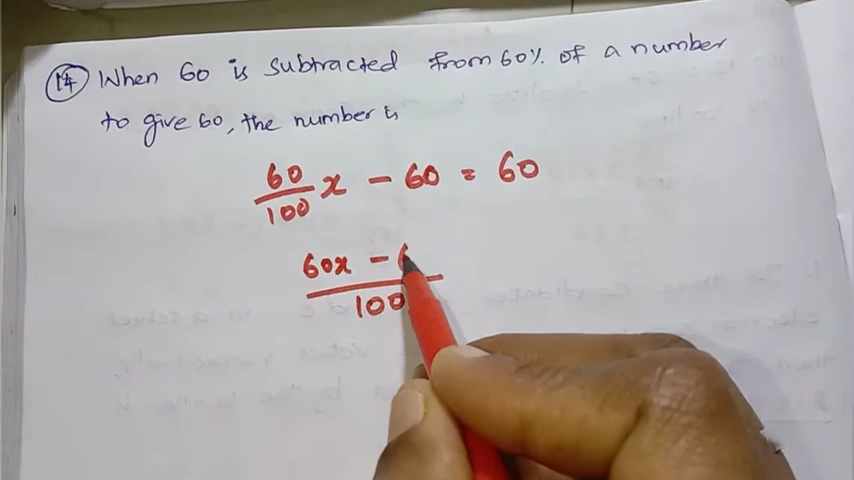 14 When 60 is subtracted from 60% of a number
to give 60, the number is
60/100 x - 60 = 60
60x - 6
100